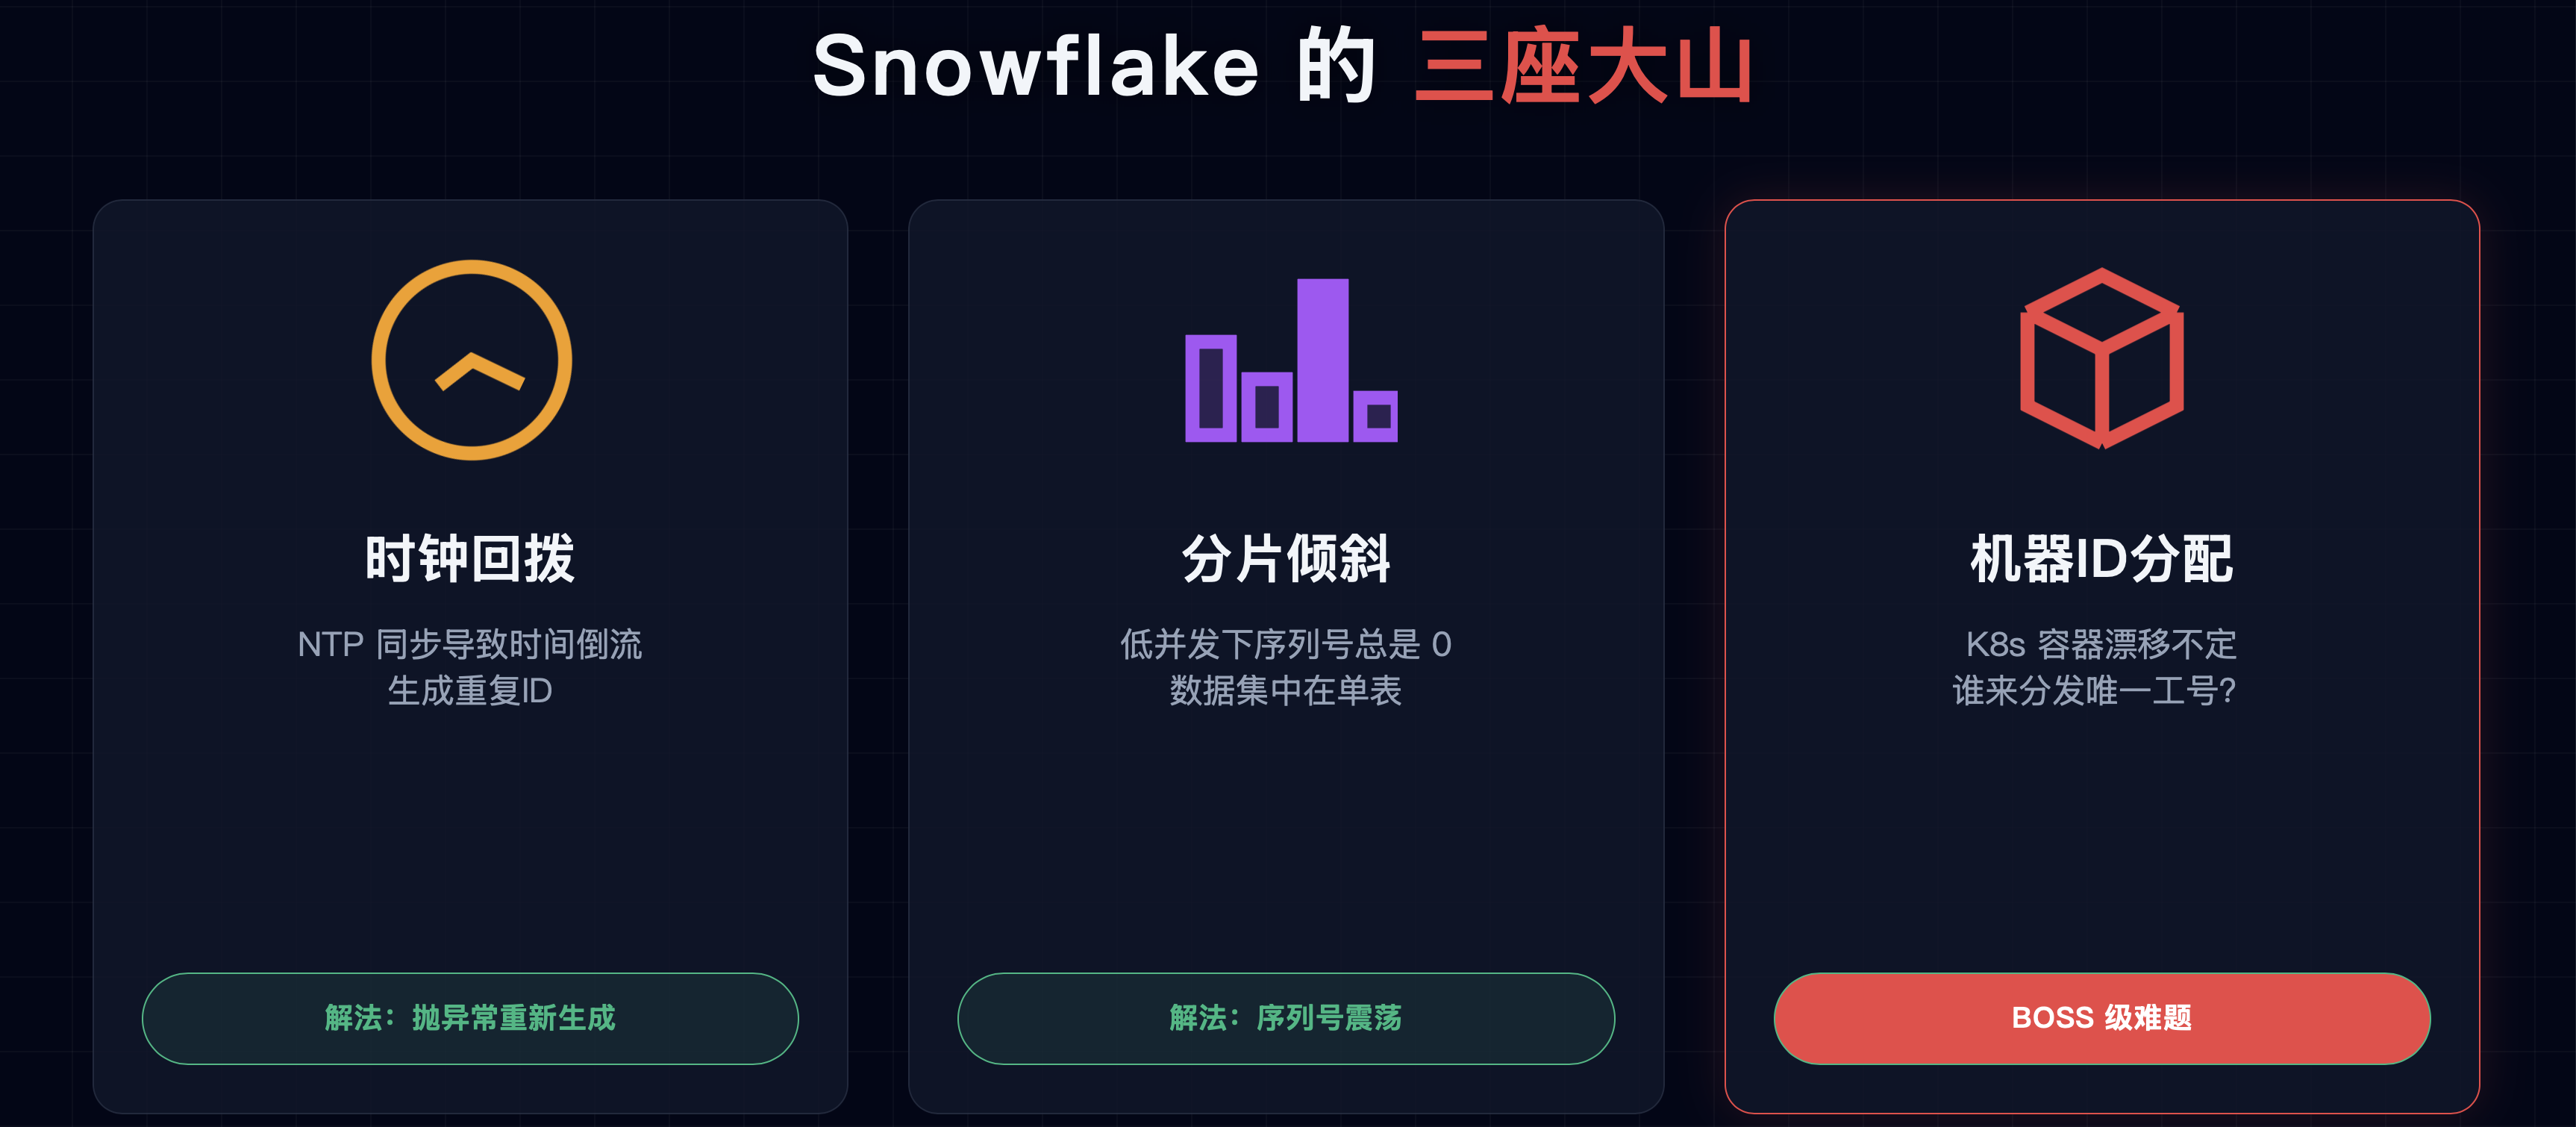 Snowflake 的 三座大山
时钟回拨
NTP 同步导致时间倒流
生成重复ID
解法：抛异常重新生成
分片倾斜
低并发下序列号总是 0
数据集中在单表
解法：序列号震荡
机器ID分配
K8s 容器漂移不定
谁来分发唯一工号？
BOSS 级难题